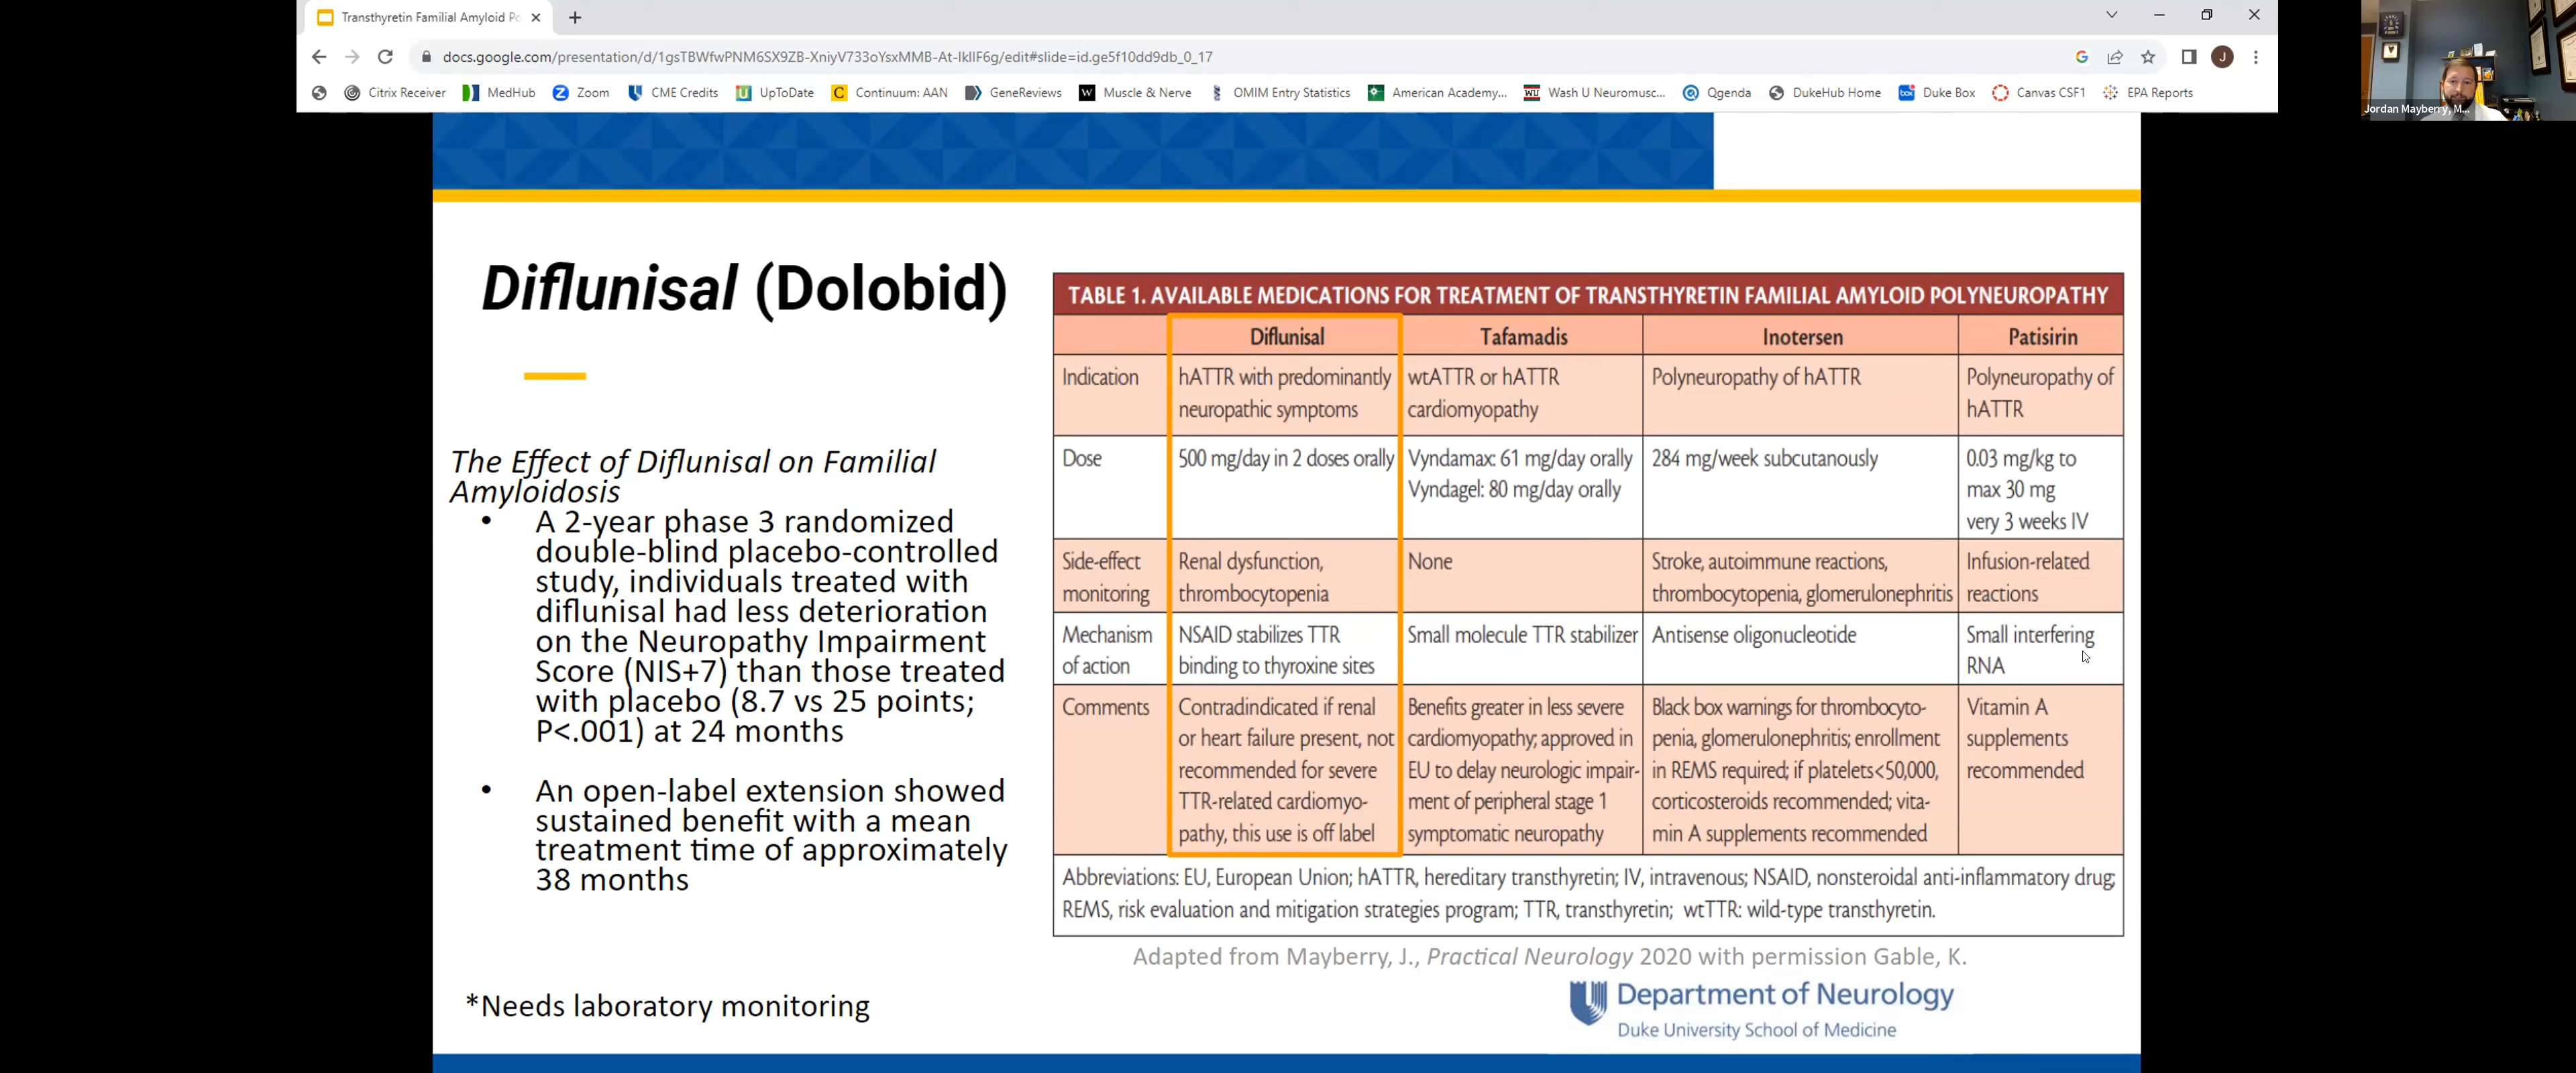 Transthyretin Familial Amyloid Po
docs.google.com/presentation/d/1gsTBWfwPNM6SX9ZB-XniyV733oYsxMMB-At-IkIIF6g/edit#slide=id.ge5f10dd9db_0_17
J
Citrix Receiver MedHub Zoom CME Credits UpToDate Continuum: AAN GeneReviews Muscle & Nerve OMIM Entry Statistics American Academy... Wash U Neuromusc... Qgenda DukeHub Home Duke Box Canvas CSF1 EPA Reports
Jordan Mayberry, M...
Diflunisal (Dolobid)
The Effect of Diflunisal on Familial
Amyloidosis
• A 2-year phase 3 randomized
double-blind placebo-controlled
study, individuals treated with
diflunisal had less deterioration
on the Neuropathy Impairment
Score (NIS+7) than those treated
with placebo (8.7 vs 25 points;
P<.001) at 24 months
• An open-label extension showed
sustained benefit with a mean
treatment time of approximately
38 months
*Needs laboratory monitoring
TABLE 1. AVAILABLE MEDICATIONS FOR TREATMENT OF TRANSTHYRETIN FAMILIAL AMYLOID POLYNEUROPATHY
Diflunisal Tafamadis Inotersen Patisirin
Indication hATTR with predominantly wtATTR or hATTR Polyneuropathy of hATTR Polyneuropathy of
neuropathic symptoms cardiomyopathy hATTR
Dose 500 mg/day in 2 doses orally Vyndamax: 61 mg/day orally 284 mg/week subcutanously 0.03 mg/kg to
Vyndagel: 80 mg/day orally max 30 mg
very 3 weeks IV
Side-effect Renal dysfunction, None Stroke, autoimmune reactions, Infusion-related
monitoring thrombocytopenia thrombocytopenia, glomerulonephritis reactions
Mechanism NSAID stabilizes TTR Small molecule TTR stabilizer Antisense oligonucleotide Small interfering
of action binding to thyroxine sites RNA
Comments Contradindicated if renal Benefits greater in less severe Black box warnings for thrombocyto- Vitamin A
or heart failure present, not cardiomyopathy; approved in penia, glomerulonephritis; enrollment supplements
recommended for severe EU to delay neurologic impair- in REMS required; if platelets<50,000, recommended
TTR-related cardiomyo- ment of peripheral stage 1 corticosteroids recommended; vita-
pathy, this use is off label symptomatic neuropathy min A supplements recommended
Abbreviations: EU, European Union; hATTR, hereditary transthyretin; IV, intravenous; NSAID, nonsteroidal anti-inflammatory drug;
REMS, risk evaluation and mitigation strategies program; TTR, transthyretin; wtTTR: wild-type transthyretin.
Adapted from Mayberry, J., Practical Neurology 2020 with permission Gable, K.
Department of Neurology
Duke University School of Medicine